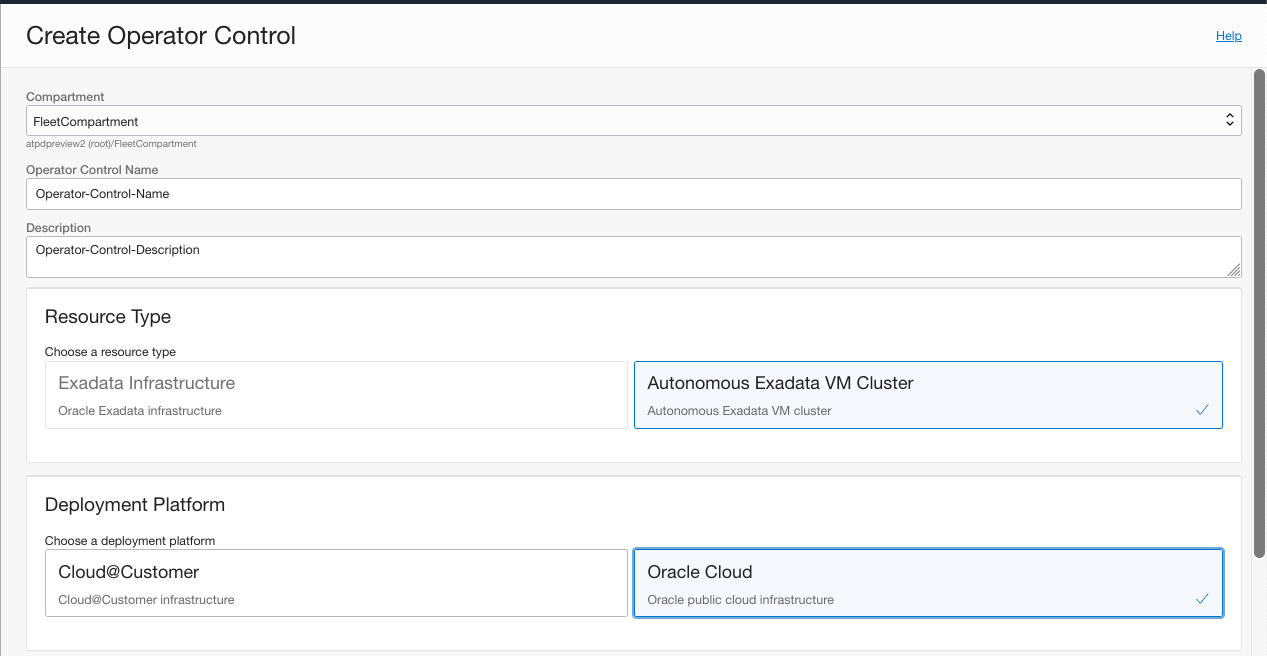 Create Operator Control
Help
Compartment
FleetCompartment
atpdpreview2 (root)/FleetCompartment
Operator Control Name
Operator-Control-Name
Description
Operator-Control-Description
Resource Type
Choose a resource type
Exadata Infrastructure
Oracle Exadata infrastructure
Autonomous Exadata VM Cluster
Autonomous Exadata VM cluster
Deployment Platform
Choose a deployment platform
Cloud@Customer
Cloud@Customer infrastructure
Oracle Cloud
Oracle public cloud infrastructure